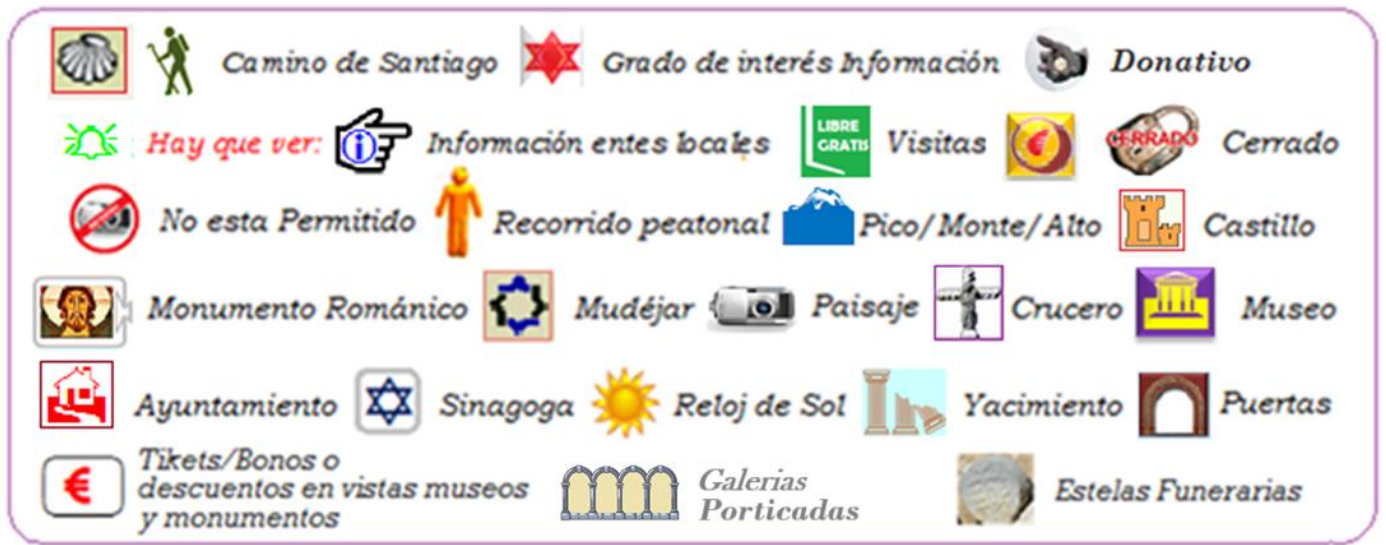 Camino de Santiago Grado de interés Información Donativo
Hay que ver: i Información entes locales LIBRE GRATIS Visitas € CERRADO Cerrado
No esta Permitido Recorrido peatonal Pico/Monte/Alto Castillo
Monumento Románico Mudéjar Paisaje Crucero Museo
Ayuntamiento Sinagoga Reloj de Sol Yacimiento Puertas
€ Tikets/Bonos o
descuentos en vistas museos
y monumentos
Galerias
Porticadas
Estelas Funerarias